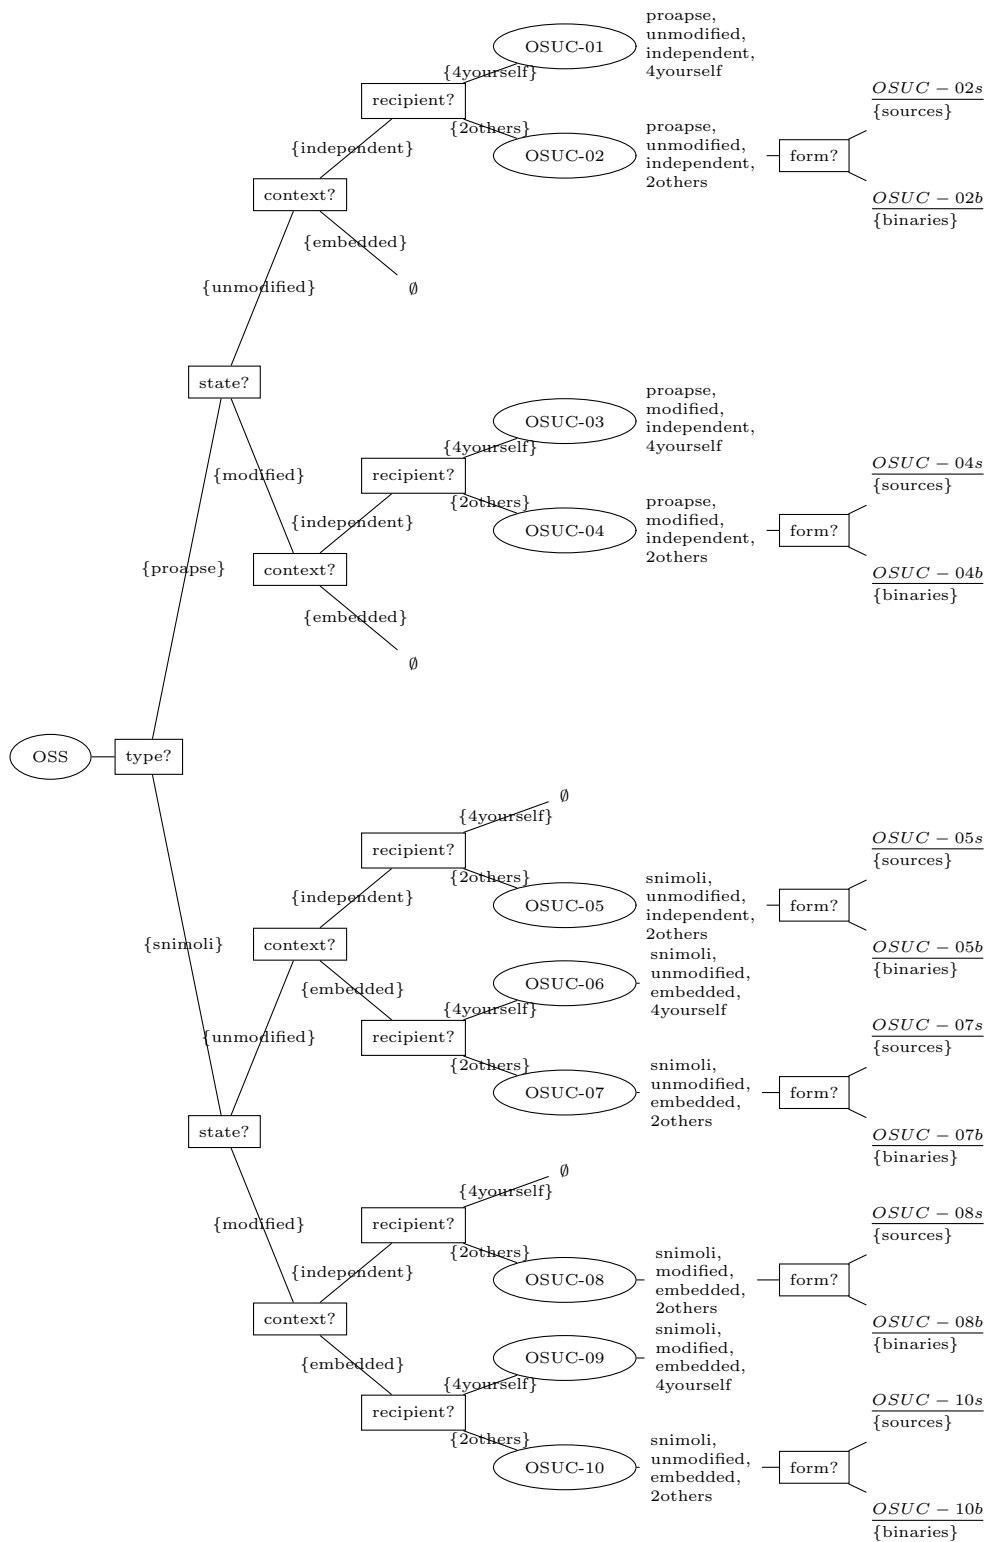 OSUC-01
proapse,
unmodified,
independent,
4yourself
{4yourself}
recipient?
{2others}
OSUC-02
proapse,
unmodified,
independent,
2others
form?
OSUC − 02s
{sources}
OSUC − 02b
{binaries}
{independent}
context?
{embedded}
∅
{unmodified}
state?
OSUC-03
proapse,
modified,
independent,
4yourself
{4yourself}
{modified}
recipient?
{2others}
OSUC-04
proapse,
modified,
independent,
2others
form?
OSUC − 04s
{sources}
OSUC − 04b
{binaries}
{independent}
context?
{embedded}
∅
{proapse}
OSS
type?
{snimoli}
∅
{4yourself}
recipient?
{2others}
OSUC-05
snimoli,
unmodified,
independent,
2others
form?
OSUC − 05s
{sources}
OSUC − 05b
{binaries}
{independent}
context?
{embedded}
OSUC-06
snimoli,
unmodified,
embedded,
4yourself
{4yourself}
recipient?
{2others}
OSUC-07
snimoli,
unmodified,
embedded,
2others
form?
OSUC − 07s
{sources}
OSUC − 07b
{binaries}
{unmodified}
state?
{modified}
∅
{4yourself}
recipient?
{2others}
OSUC-08
snimoli,
modified,
embedded,
2others
form?
OSUC − 08s
{sources}
OSUC − 08b
{binaries}
{independent}
context?
{embedded}
OSUC-09
snimoli,
modified,
embedded,
4yourself
{4yourself}
recipient?
{2others}
OSUC-10
snimoli,
unmodified,
embedded,
2others
form?
OSUC − 10s
{sources}
OSUC − 10b
{binaries}